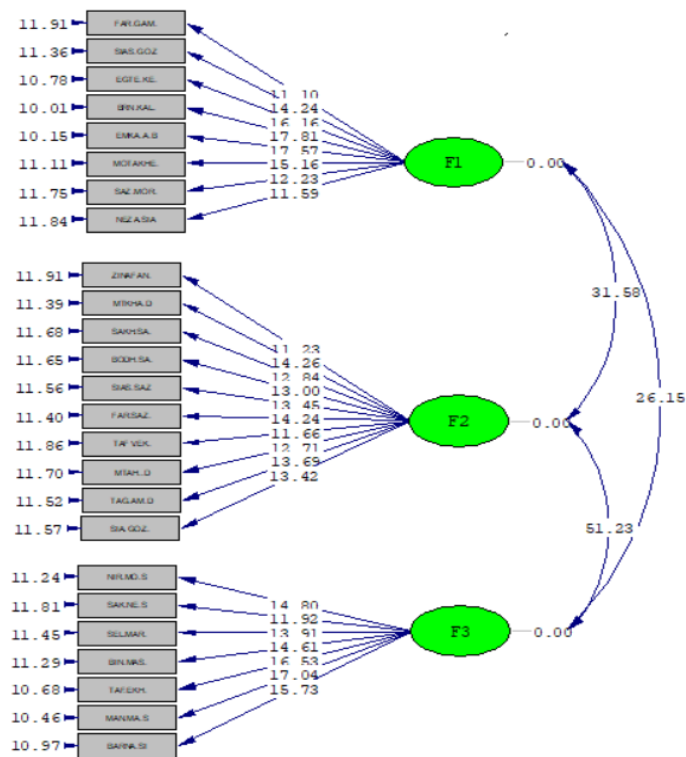 11.91 FAR.GAM. 11.10
11.36 SIAS.GOZ 14.24
10.78 EGTE.KE. 16.16
10.01 BRN.KAL. 17.81
10.15 EMKA.A.B 17.57
11.11 MOTAKHE. 15.16
11.75 SAZ.MOR. 12.23
11.84 NEZ.A.SIA 11.59
F1 0.00
11.91 11.23
11.39 MTKHA.D 14.26
11.68 SAKH.SA. 12.84
11.65 BODH.SA. 13.00
11.56 SIAS.SAZ 13.45
11.40 FAR.SAZ. 14.24
11.86 TAF.VEK. 11.66
11.70 MTAH..D 12.71
11.52 TAG.AM.D 13.69
11.57 SIA.GOZ. 13.42
F2 0.00
11.24 NIR.MO.S 14.80
11.81 SAK.NE.S 11.92
11.45 SEL.MAR. 13.91
11.29 BIN.MAS. 14.61
10.68 TAF.EKH. 16.53
10.46 MAN.MA.S 17.04
10.97 BARNA.SI 15.73
F3 0.00
31.58
26.15
51.23